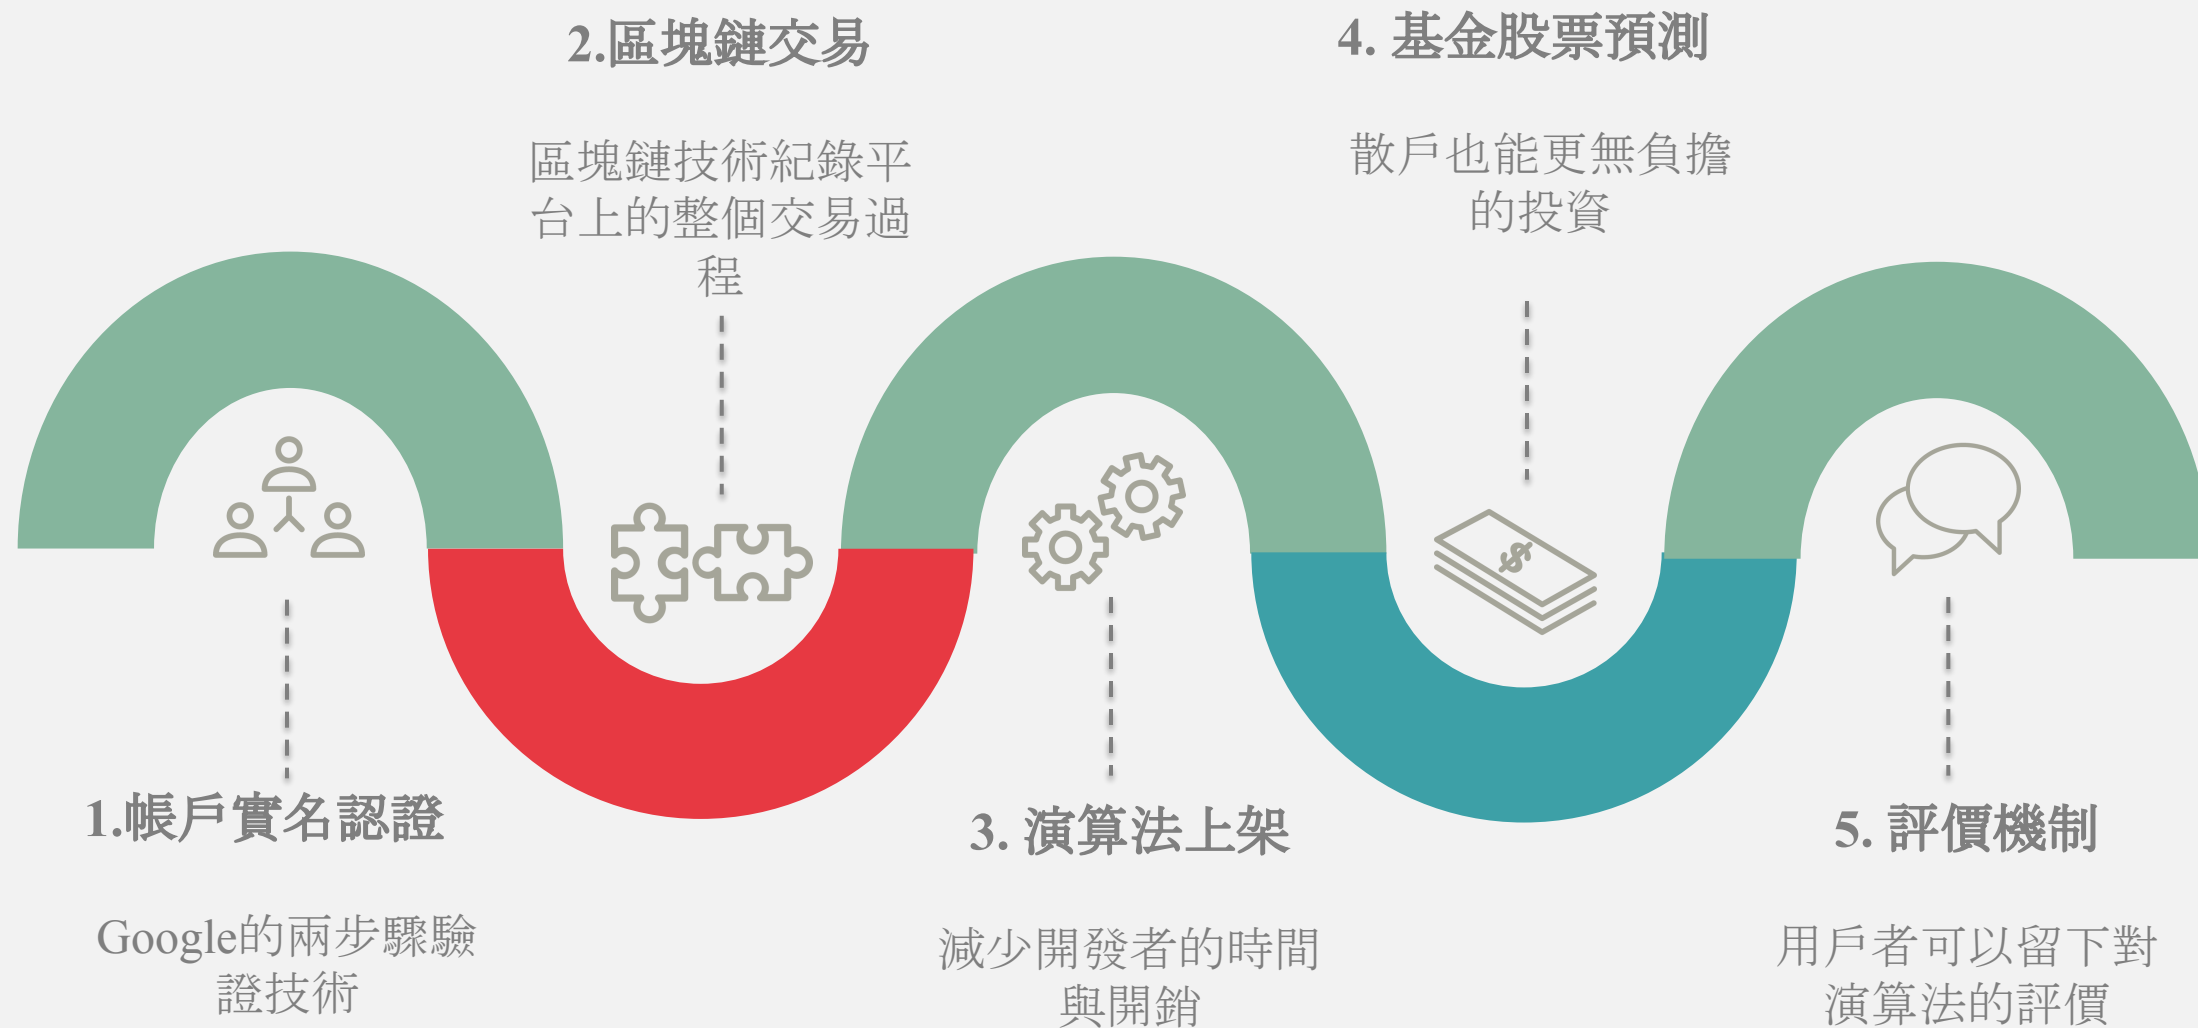 1.帳戶實名認證
Google的兩步驟驗
證技術
2.區塊鏈交易
區塊鏈技術紀錄平
台上的整個交易過
程
3. 演算法上架
減少開發者的時間
與開銷
4. 基金股票預測
散戶也能更無負擔
的投資
5. 評價機制
用戶者可以留下對
演算法的評價
$